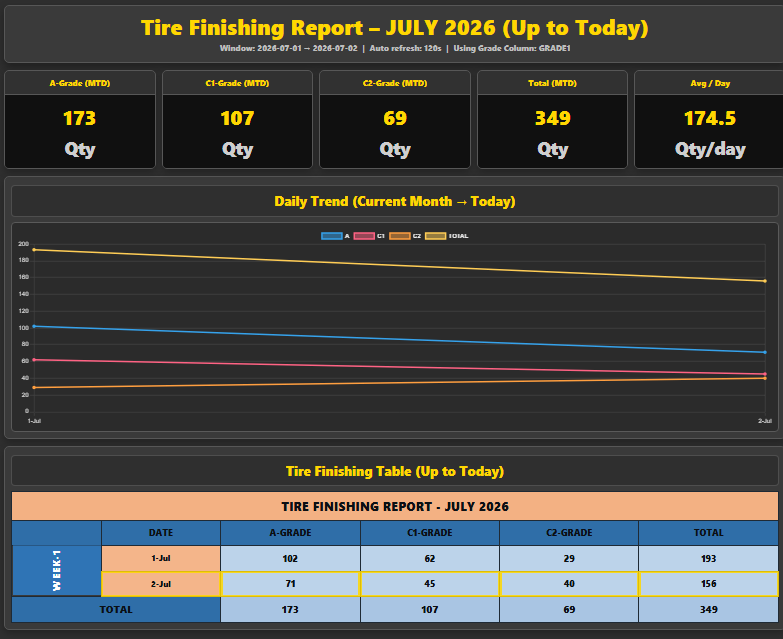 Tire Finishing Report – JULY 2026 (Up to Today)
Window: 2026-07-01 → 2026-07-02 | Auto refresh: 120s | Using Grade Column: GRADE1
A-Grade (MTD) C1-Grade (MTD) C2-Grade (MTD) Total (MTD) Avg / Day
173 107 69 349 174.5
Qty Qty Qty Qty Qty/day
Daily Trend (Current Month → Today)
A C1 C2 TOTAL
200
180
160
140
120
100
80
60
40
20
0
1-Jul 2-Jul
Tire Finishing Table (Up to Today)
TIRE FINISHING REPORT - JULY 2026
DATE A-GRADE C1-GRADE C2-GRADE TOTAL
WEEK-1
1-Jul 102 62 29 193
2-Jul 71 45 40 156
TOTAL 173 107 69 349